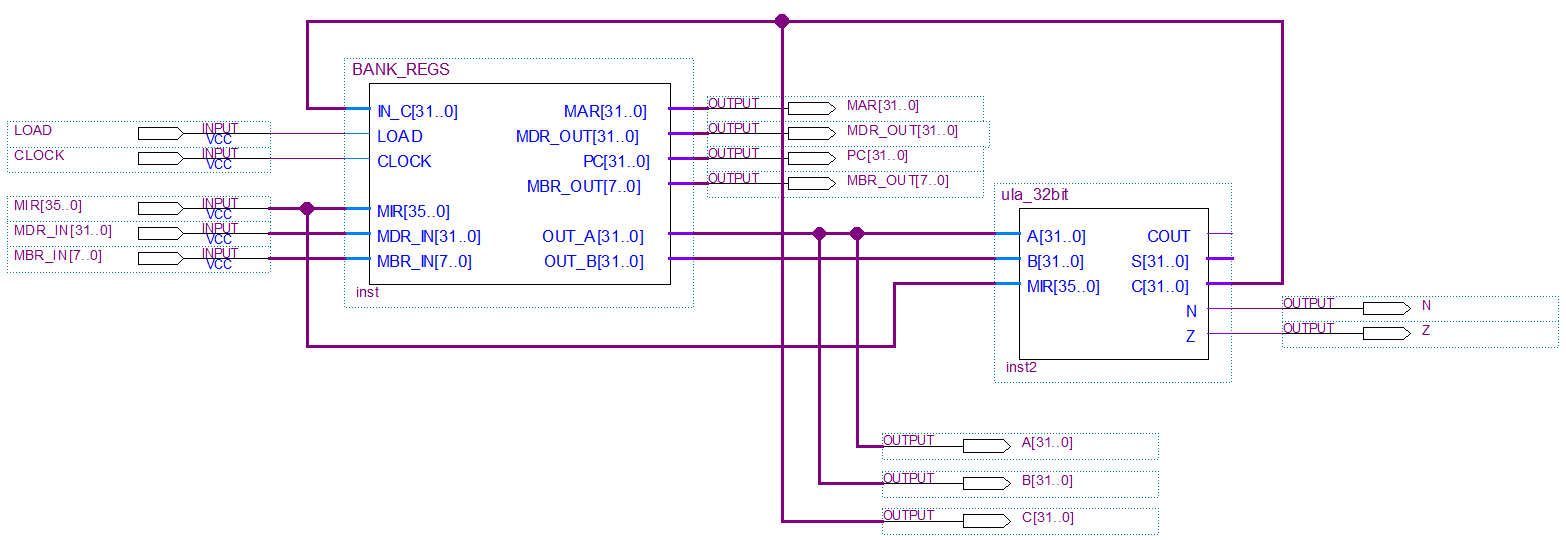 BANK_REGS
IN_C[31..0]
LOAD
CLOCK
MIR[35..0]
MDR_IN[31..0]
MBR_IN[7..0]
MAR[31..0]
MDR_OUT[31..0]
PC[31..0]
MBR_OUT[7..0]
OUT_A[31..0]
OUT_B[31..0]
inst
LOAD
INPUT
VCC
CLOCK
INPUT
VCC
MIR[35..0]
INPUT
VCC
MDR_IN[31..0]
INPUT
VCC
MBR_IN[7..0]
INPUT
VCC
OUTPUT
MAR[31..0]
OUTPUT
MDR_OUT[31..0]
OUTPUT
PC[31..0]
OUTPUT
MBR_OUT[7..0]
ula_32bit
A[31..0]
B[31..0]
MIR[35..0]
COUT
S[31..0]
C[31..0]
N
Z
inst2
OUTPUT
N
OUTPUT
Z
OUTPUT
A[31..0]
OUTPUT
B[31..0]
OUTPUT
C[31..0]